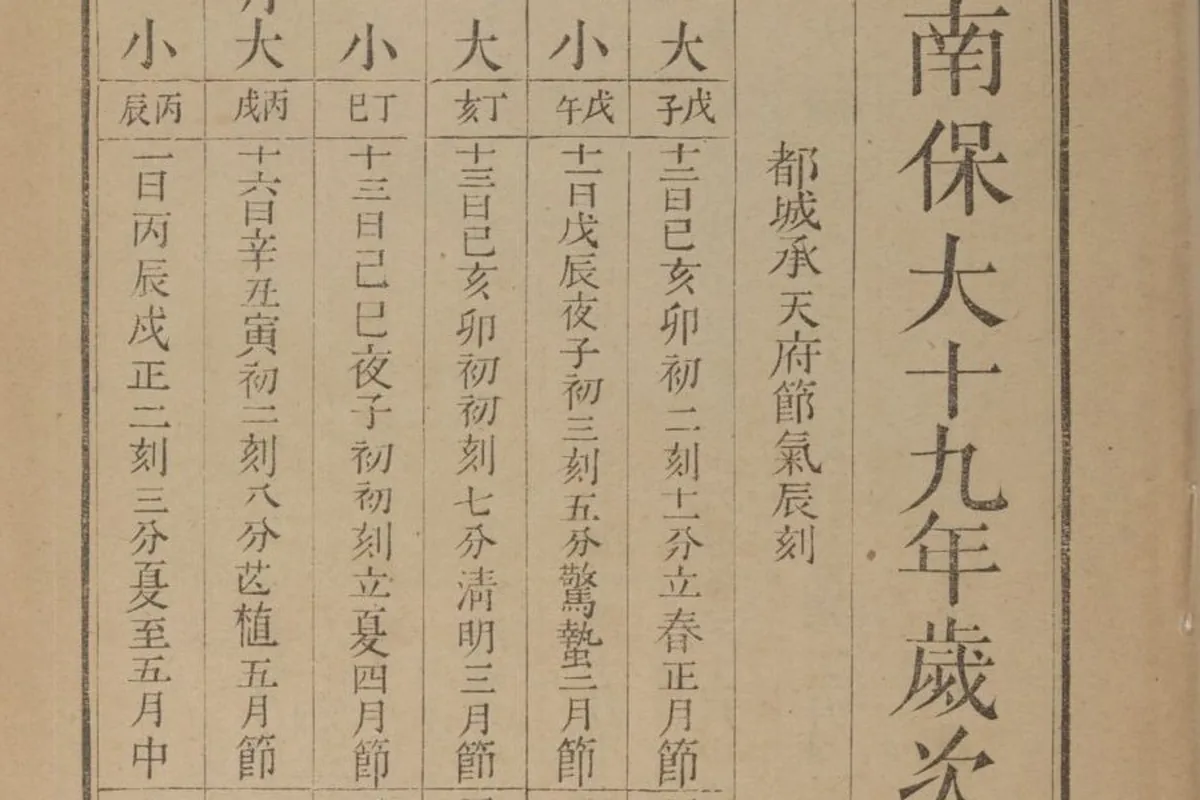 南保大十九年歲次
都城承天府節氣辰刻
大
戊子
十二日己亥卯初二刻十一分立春正月節
小
戊午
十一日戊辰夜子初三刻五分驚蟄二月節
大
丁亥
十三日己亥卯初初刻七分清明三月節
小
丁巳
十三日己巳夜子初初刻立夏四月節
大
丙戌
十六日辛丑寅初二刻八分芒植五月節
小
丙辰
一日丙辰戌正二刻三分夏至五月中